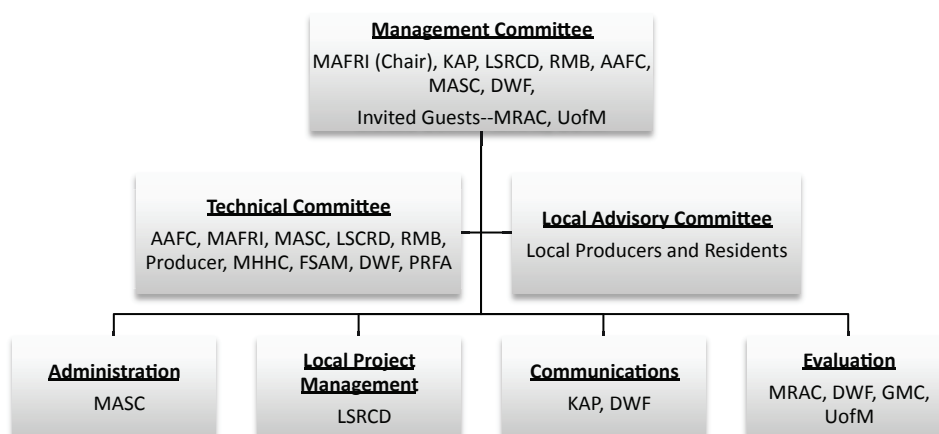 Management Committee
MAFRI (Chair), KAP, LSRCD, RMB, AAFC,
MASC, DWF,
Invited Guests--MRAC, UofM
Technical Committee
AAFC, MAFRI, MASC, LSCRD, RMB,
Producer, MHHC, FSAM, DWF, PRFA
Local Advisory Committee
Local Producers and Residents
Administration
MASC
Local Project
Management
LSRCD
Communications
KAP, DWF
Evaluation
MRAC, DWF, GMC,
UofM